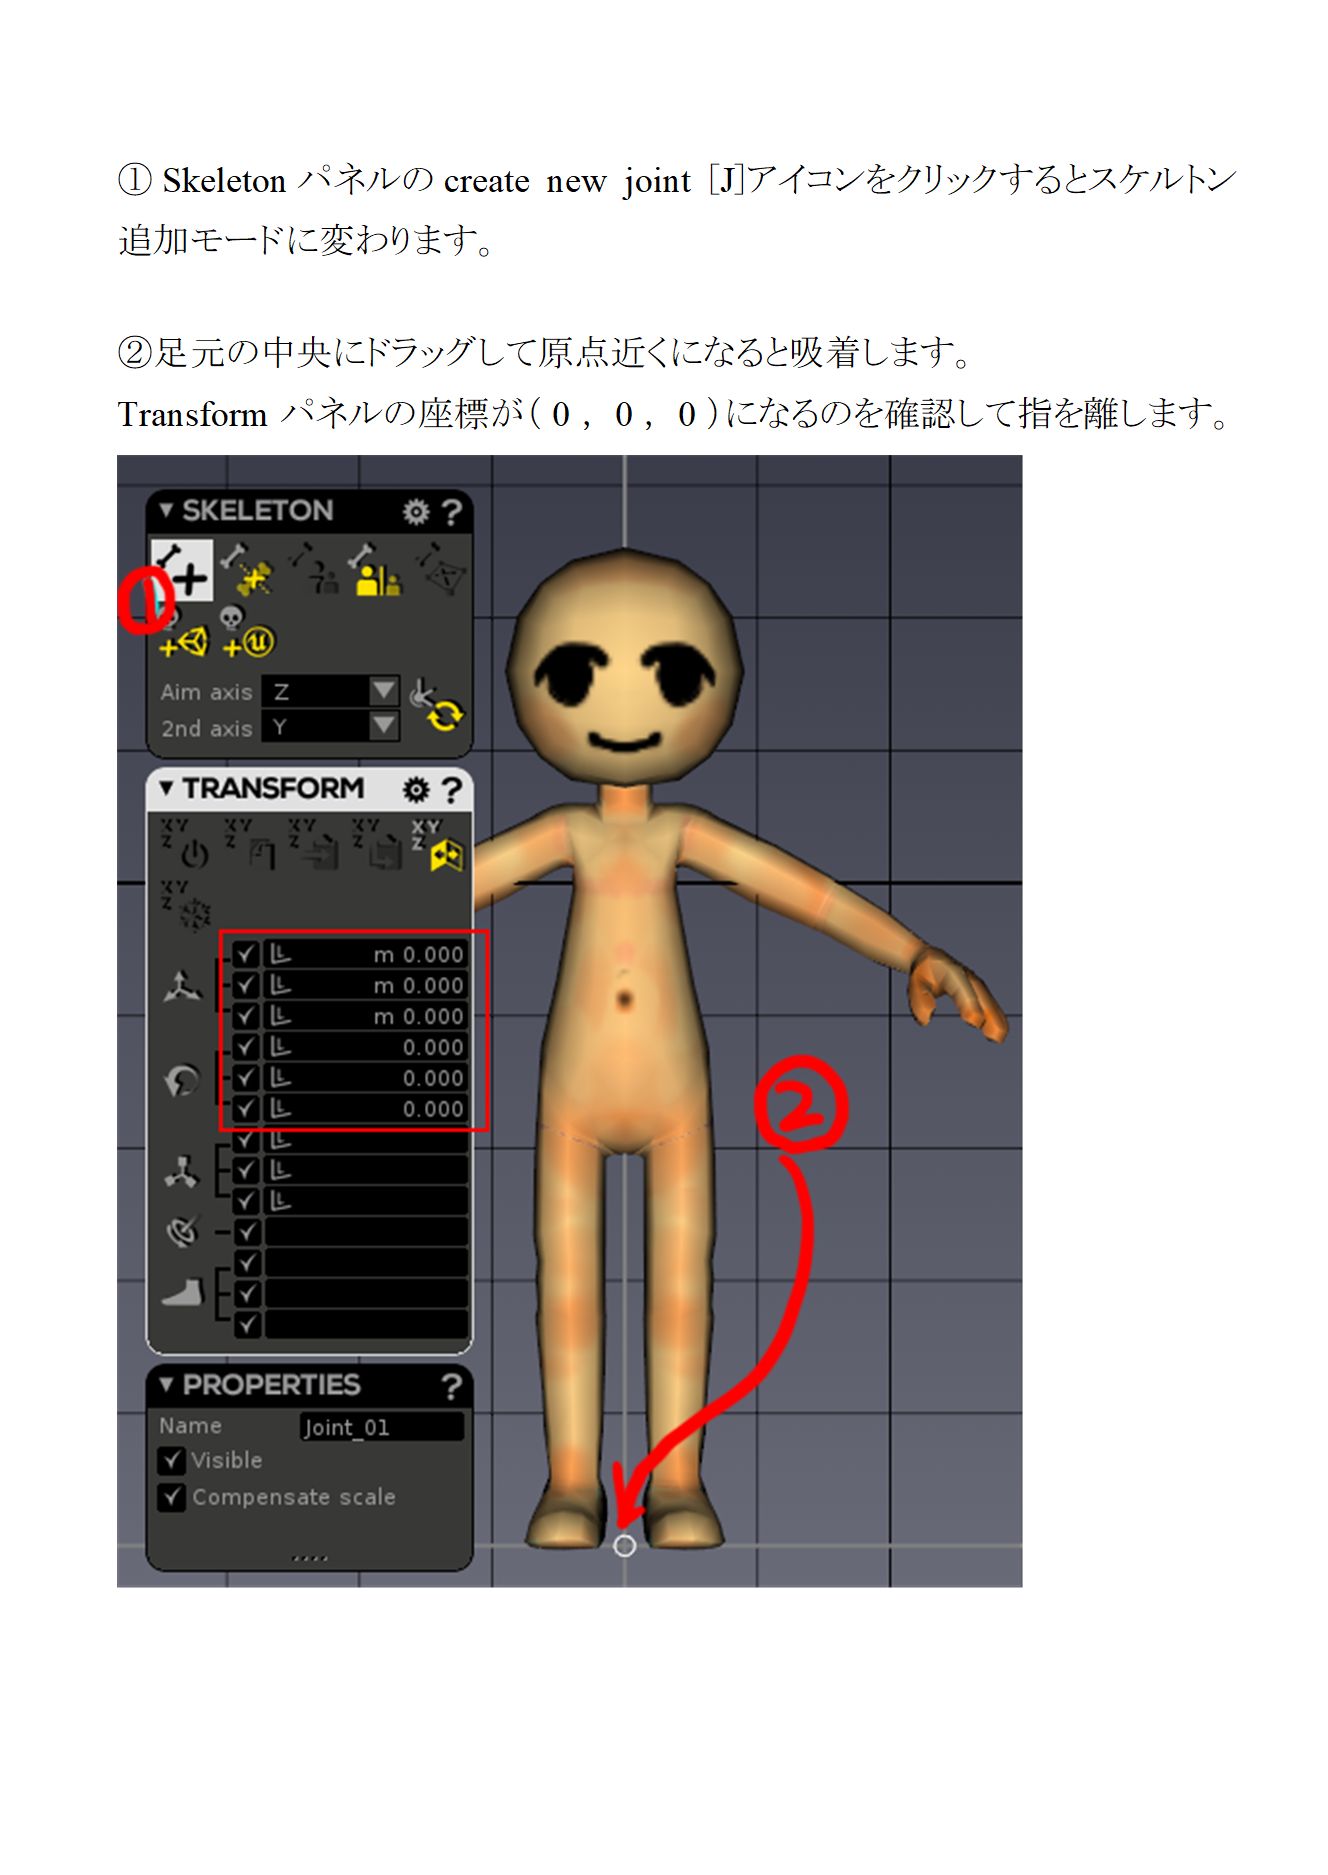 ① Skeleton パネルの create new joint [J]アイコンをクリックするとスケルトン
追加モードに変わります。
②足元の中央にドラッグして原点近くになると吸着します。
Transform パネルの座標が( 0 , 0 , 0 )になるのを確認して指を離します。
▼ SKELETON ?
①
Aim axis Z
2nd axis Y
▼ TRANSFORM ?
XYZ XYZ XYZ XYZ XYZ
XYZ
m 0.000
m 0.000
m 0.000
0.000
0.000
0.000
②
▼ PROPERTIES ?
Name Joint_01
Visible
Compensate scale